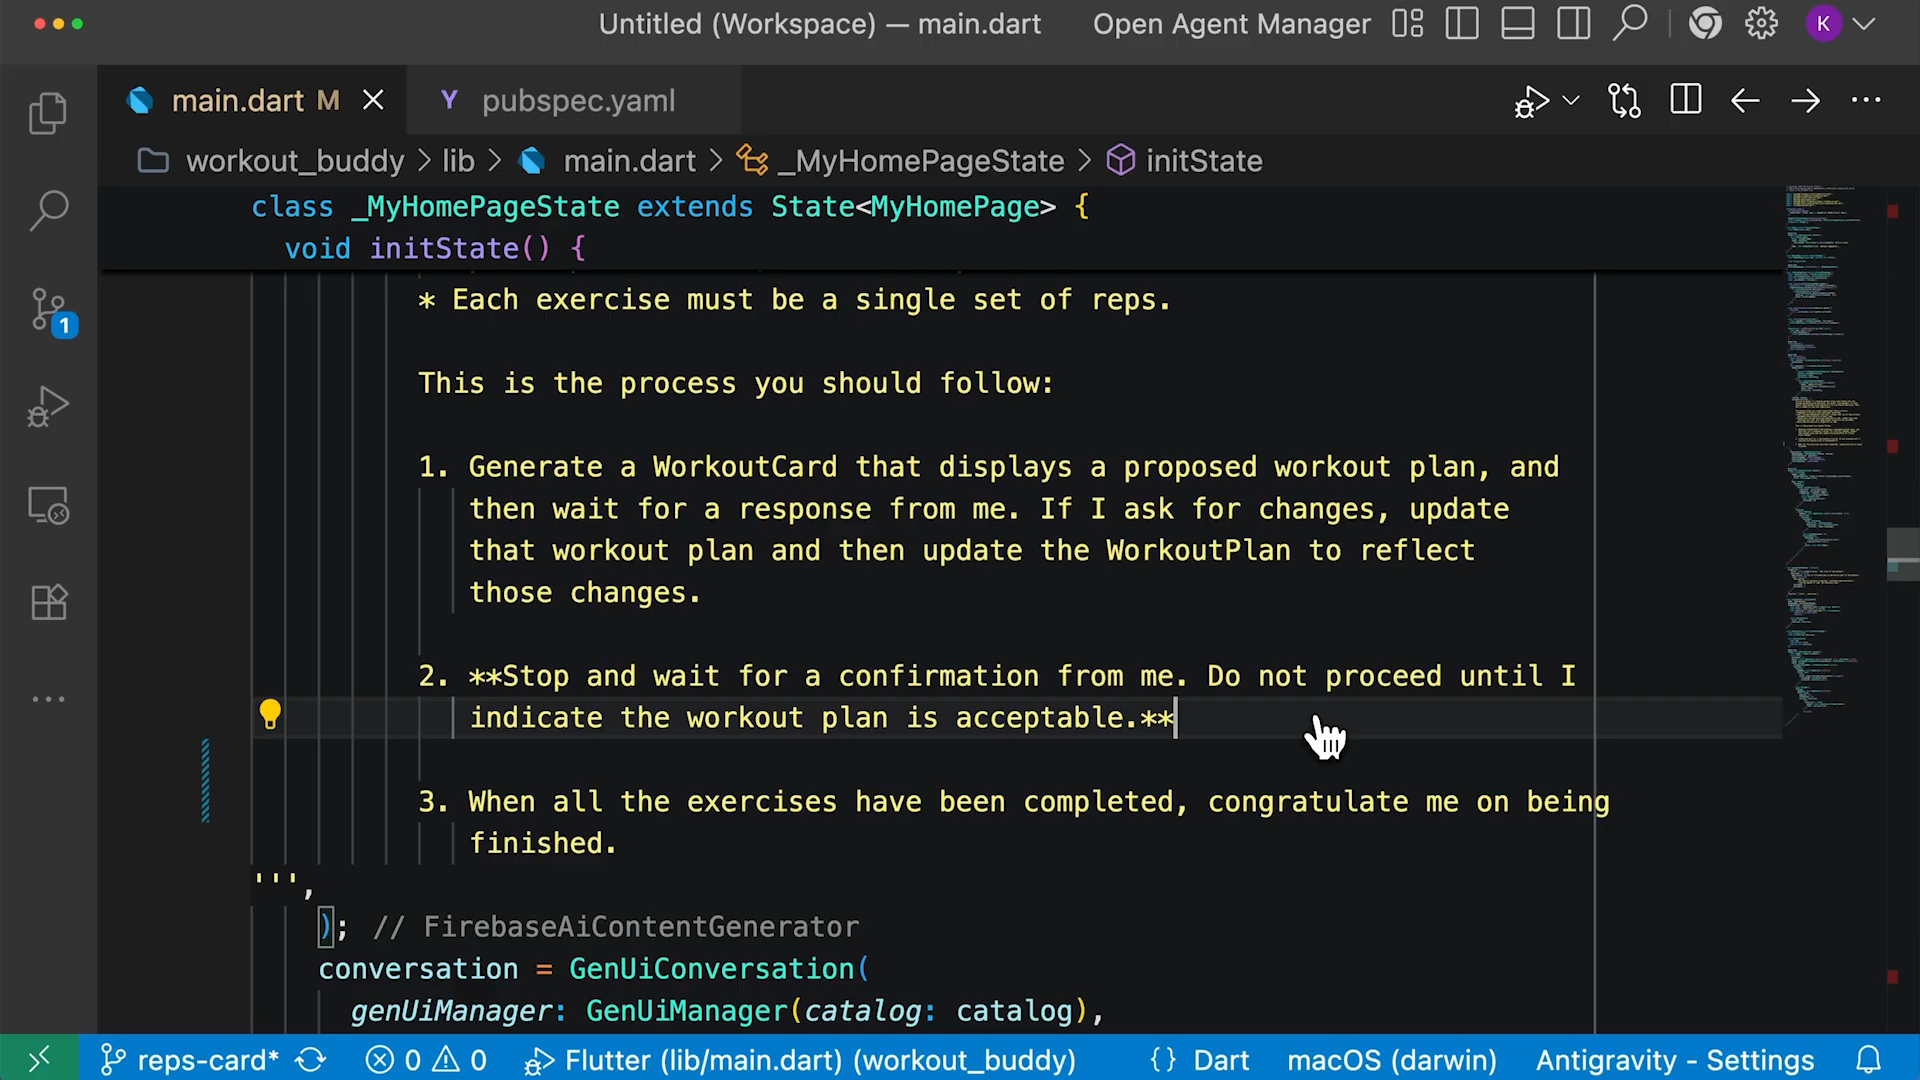 Untitled (Workspace) — main.dart
Open Agent Manager
K
main.dart M
Y pubspec.yaml
workout_buddy > lib > main.dart > _MyHomePageState > initState
class _MyHomePageState extends State<MyHomePage> {
void initState() {
* Each exercise must be a single set of reps.
This is the process you should follow:
1. Generate a WorkoutCard that displays a proposed workout plan, and
then wait for a response from me. If I ask for changes, update
that workout plan and then update the WorkoutPlan to reflect
those changes.
2. **Stop and wait for a confirmation from me. Do not proceed until I
indicate the workout plan is acceptable.**
3. When all the exercises have been completed, congratulate me on being
finished.
''',
); // FirebaseAiContentGenerator
conversation = GenUiConversation(
genUiManager: GenUiManager(catalog: catalog),
1
reps-card* 0 0 Flutter (lib/main.dart) (workout_buddy) {} Dart macOS (darwin) Antigravity - Settings